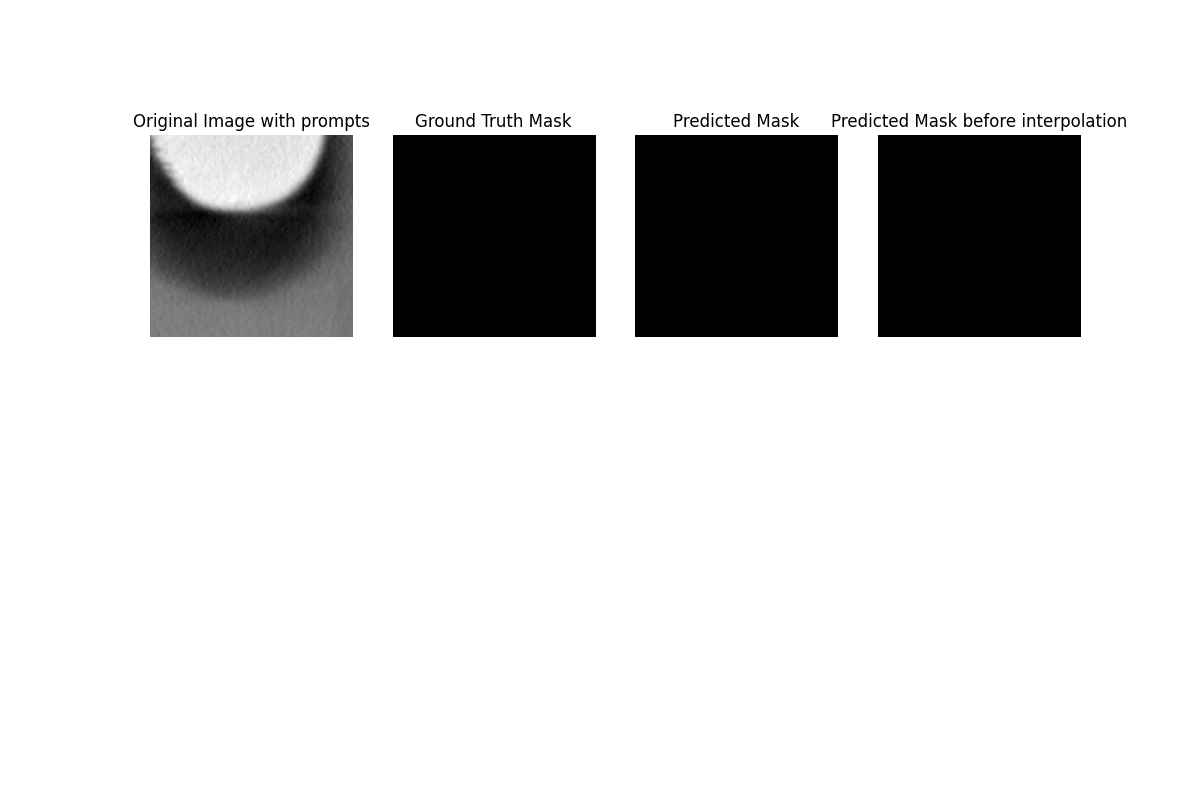 Original Image with prompts
Ground Truth Mask
Predicted Mask
Predicted Mask before interpolation